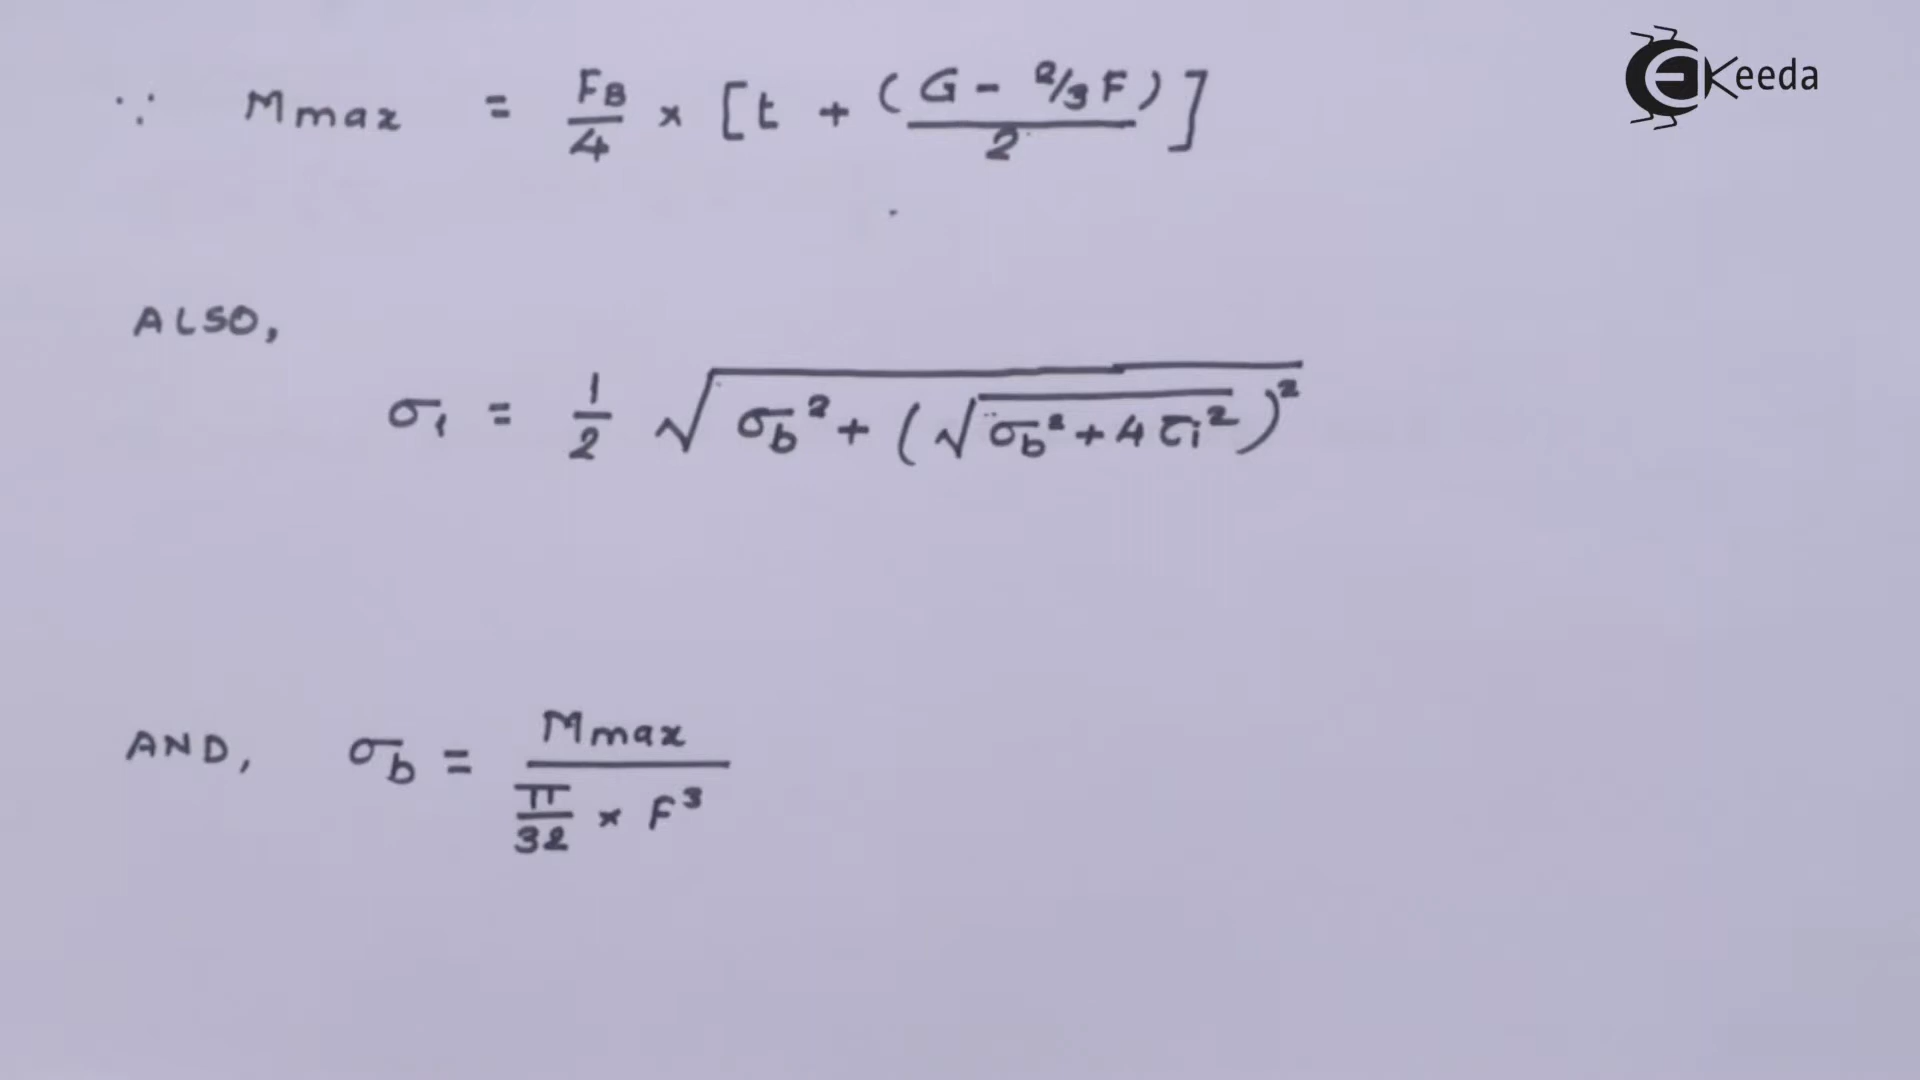 ∵ Mmax = FB/4 × [t + (G - 2/3 F)/2]
EKeeda
ALSO,
σ1 = 1/2 √(σb² + (√(σb² + 4τi²))²)
AND, σb = Mmax / (π/32 × F³)